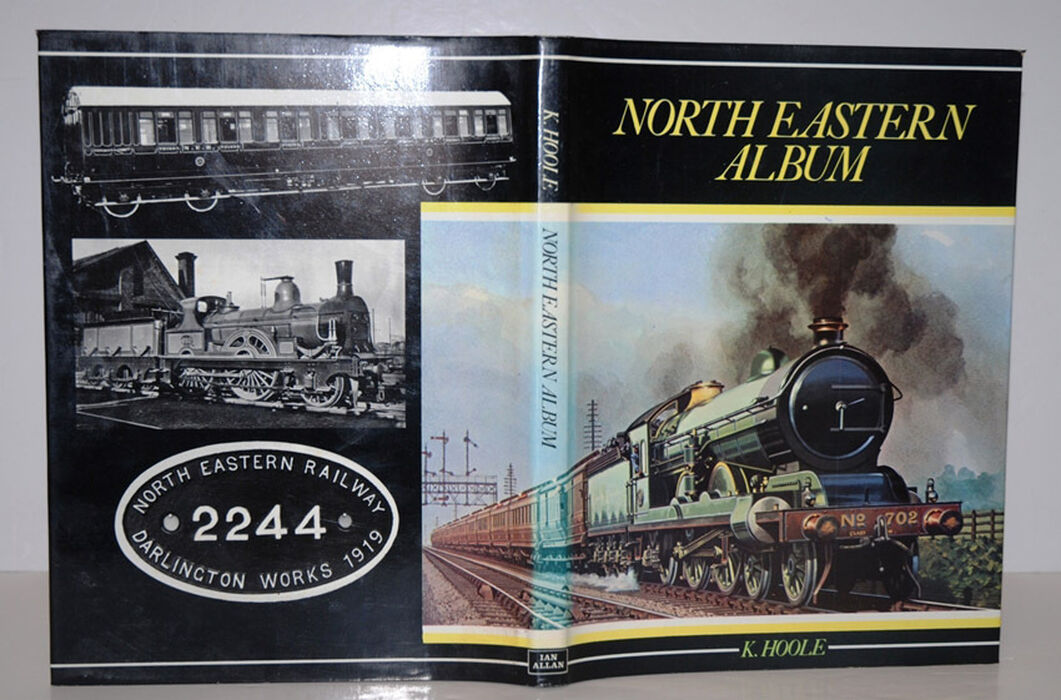 NORTH EASTERN RAILWAY
2244
DARLINGTON WORKS 1919
K. HOOLE
NORTH EASTERN ALBUM
IAN
ALLAN
NORTH EASTERN
ALBUM
No 702
K. HOOLE